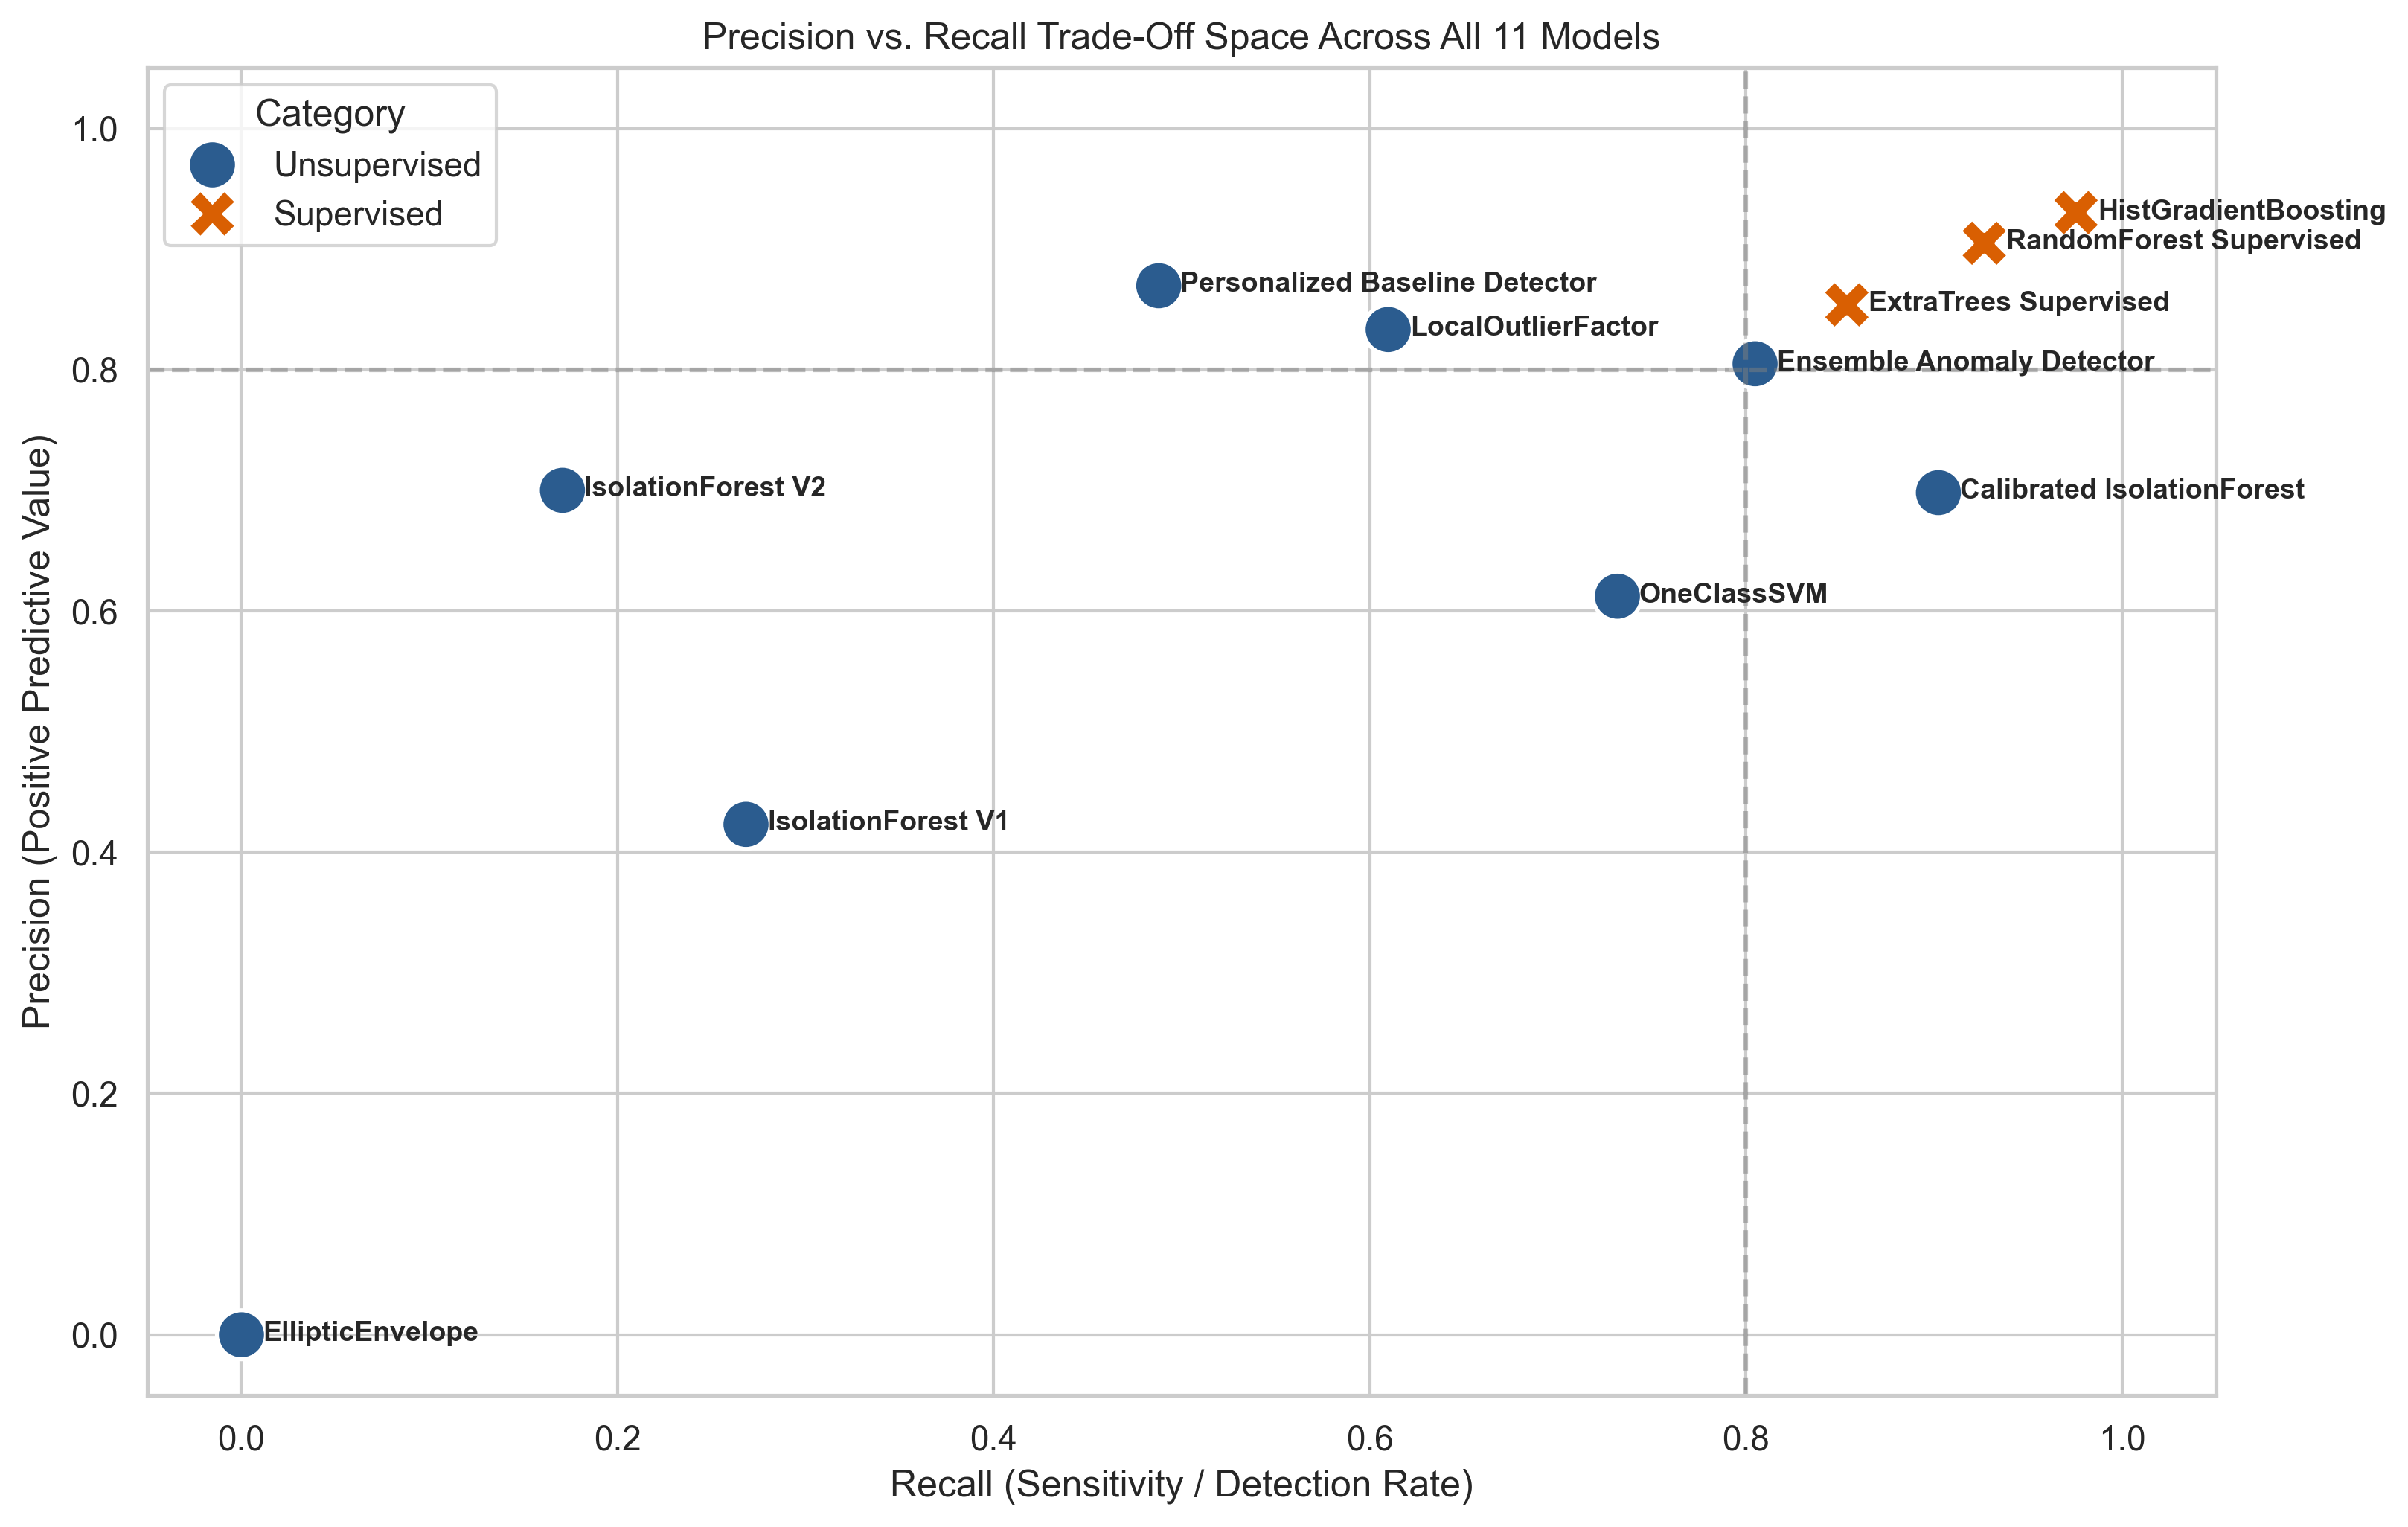 Precision vs. Recall Trade-Off Space Across All 11 Models
Category
Unsupervised
Supervised
Precision (Positive Predictive Value)
1.0
0.8
0.6
0.4
0.2
0.0
HistGradientBoosting
RandomForest Supervised
Personalized Baseline Detector
ExtraTrees Supervised
LocalOutlierFactor
Ensemble Anomaly Detector
IsolationForest V2
Calibrated IsolationForest
OneClassSVM
IsolationForest V1
EllipticEnvelope
0.0 0.2 0.4 0.6 0.8 1.0
Recall (Sensitivity / Detection Rate)